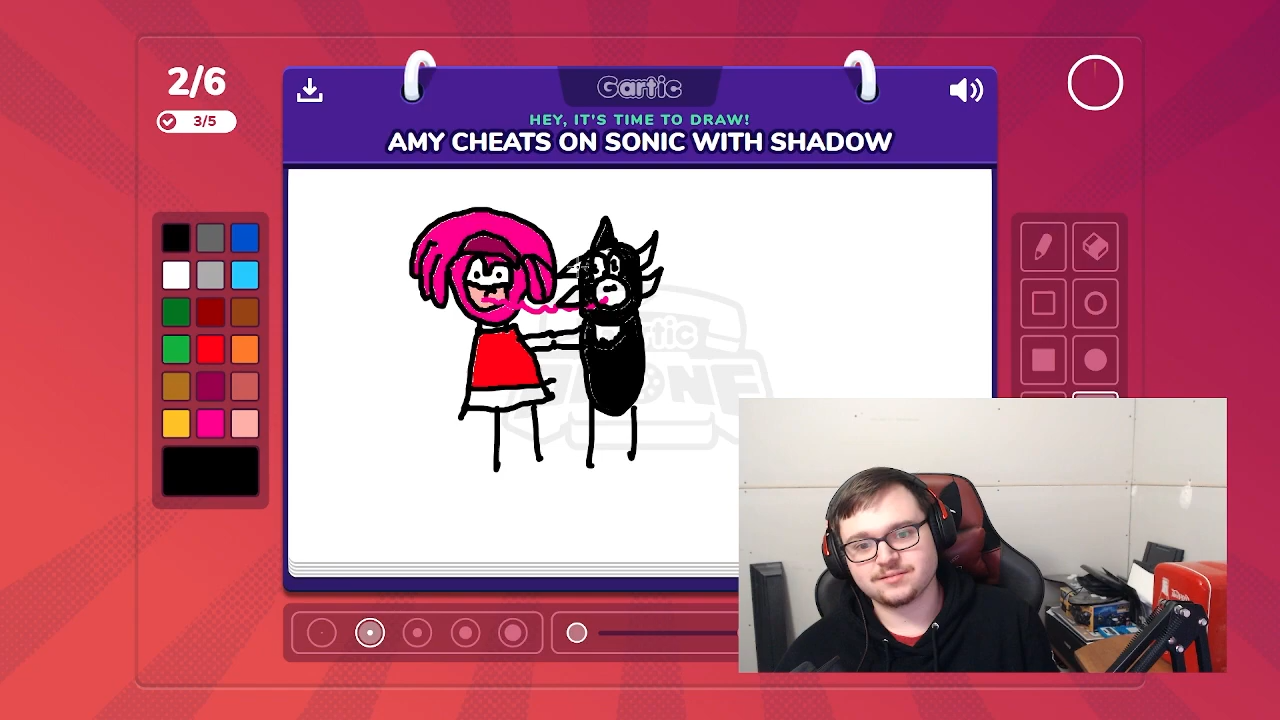 2/6
3/5
Gartic
HEY, IT'S TIME TO DRAW!
AMY CHEATS ON SONIC WITH SHADOW